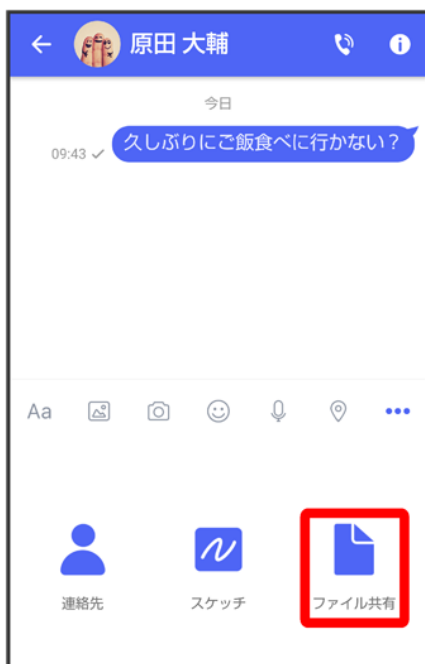 原田 大輔
今日
久しぶりにご飯食べに行かない？
09:43
Aa
連絡先
スケッチ
ファイル共有